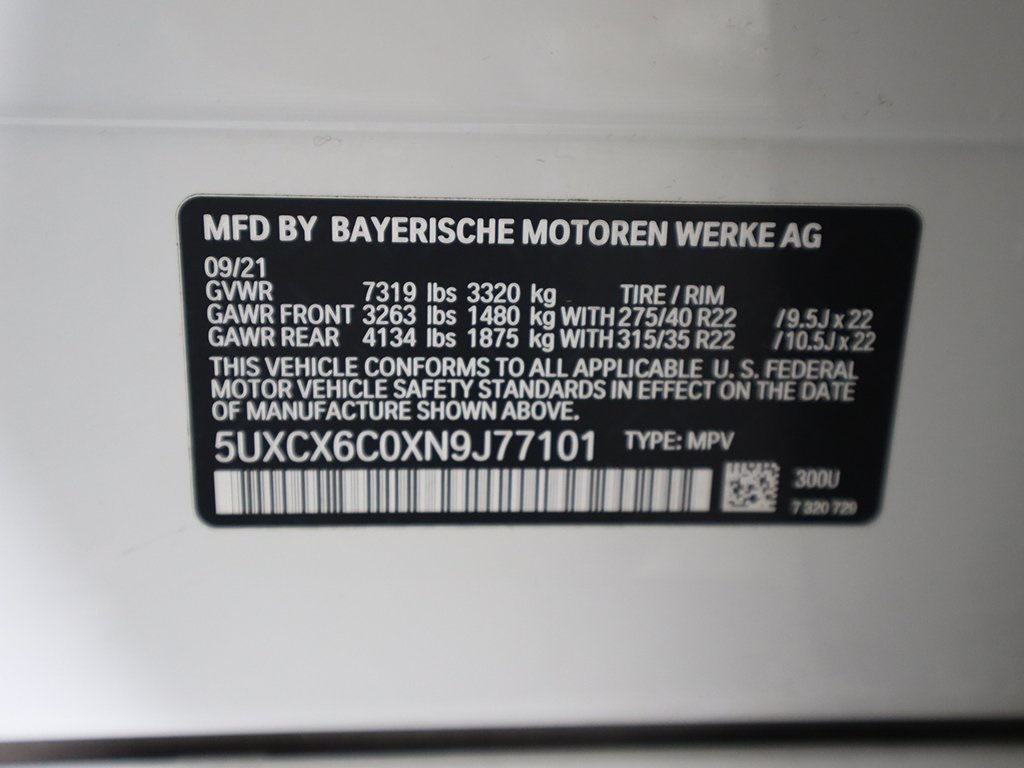 MFD BY BAYERISCHE MOTOREN WERKE AG
09/21
GVWR 7319 lbs 3320 kg TIRE / RIM
GAWR FRONT 3263 lbs 1480 kg WITH 275/40 R22 /9.5J x 22
GAWR REAR 4134 lbs 1875 kg WITH 315/35 R22 /10.5J x 22
THIS VEHICLE CONFORMS TO ALL APPLICABLE U. S. FEDERAL
MOTOR VEHICLE SAFETY STANDARDS IN EFFECT ON THE DATE
OF MANUFACTURE SHOWN ABOVE.
5UXCX6C0XN9J77101 TYPE: MPV
300U
7 320 729